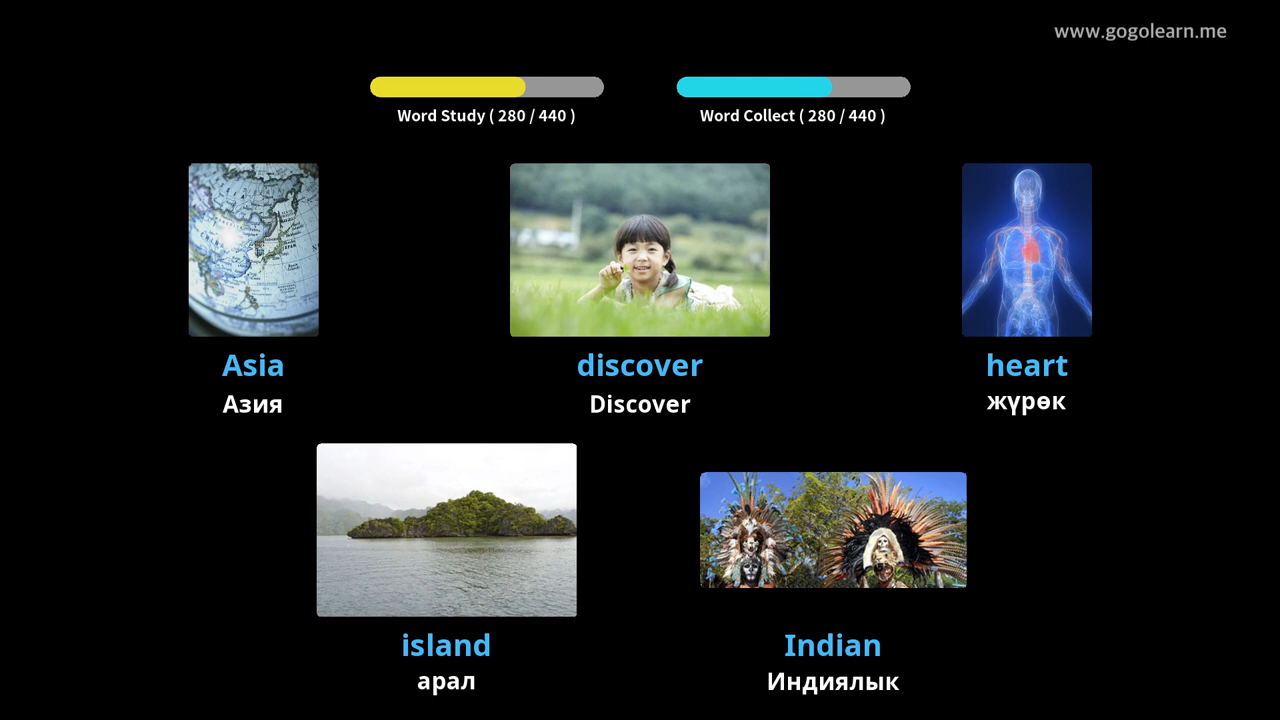 www.gogolearn.me
Word Study ( 280 / 440 )
Word Collect ( 280 / 440 )
Asia
Азия
discover
Discover
heart
жүрөк
island
арал
Indian
Индиялык